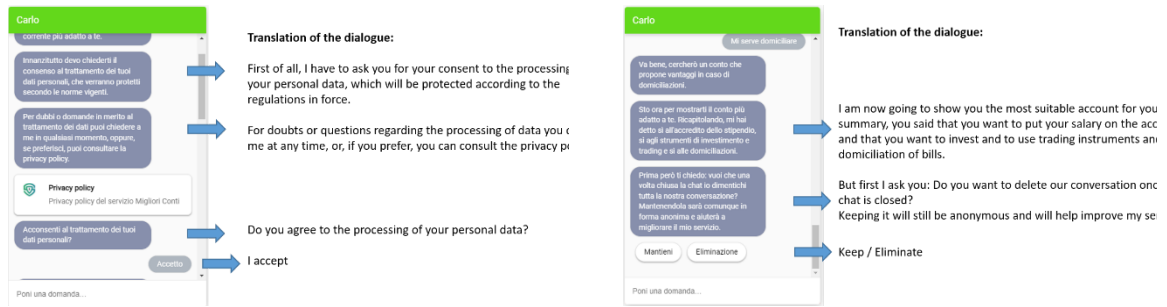 Carlo
corrente più adatto a te.
Innanzitutto devo chiederti il
consenso al trattamento dei tuoi
dati personali, che verranno protetti
secondo le norme vigenti.
Per dubbi o domande in merito al
trattamento dei dati puoi chiedere a
me in qualsiasi momento, oppure,
se preferisci, puoi consultare la
privacy policy.
Privacy policy
Privacy policy del servizio Migliori Conti
Acconsenti al trattamento dei tuoi
dati personali?
Accetto
Poni una domanda...
Translation of the dialogue:
First of all, I have to ask you for your consent to the processing
your personal data, which will be protected according to the
regulations in force.
For doubts or questions regarding the processing of data you
me at any time, or, if you prefer, you can consult the privacy
Do you agree to the processing of your personal data?
I accept
Carlo
Mi serve domiciliare
Va bene, cercherò un conto che
propone vantaggi in caso di
domiciliazioni.
Sto ora per mostrarti il conto più
adatto a te. Ricapitolando, mi hai
detto sì all'accredito dello stipendio,
sì agli strumenti di investimento e
trading e sì alle domiciliazioni.
Prima però ti chiedo: vuoi che una
volta chiusa la chat io dimentichi
tutta la nostra conversazione?
Mantenendola sarà comunque in
forma anonima e aiuterà a
migliorare il mio servizio.
Mantieni
Eliminazione
Poni una domanda...
Translation of the dialogue:
I am now going to show you the most suitable account for you
summary, you said that you want to put your salary on the acc
and that you want to invest and to use trading instruments and
domiciliation of bills.
But first I ask you: Do you want to delete our conversation onc
chat is closed?
Keeping it will still be anonymous and will help improve my se
Keep / Eliminate